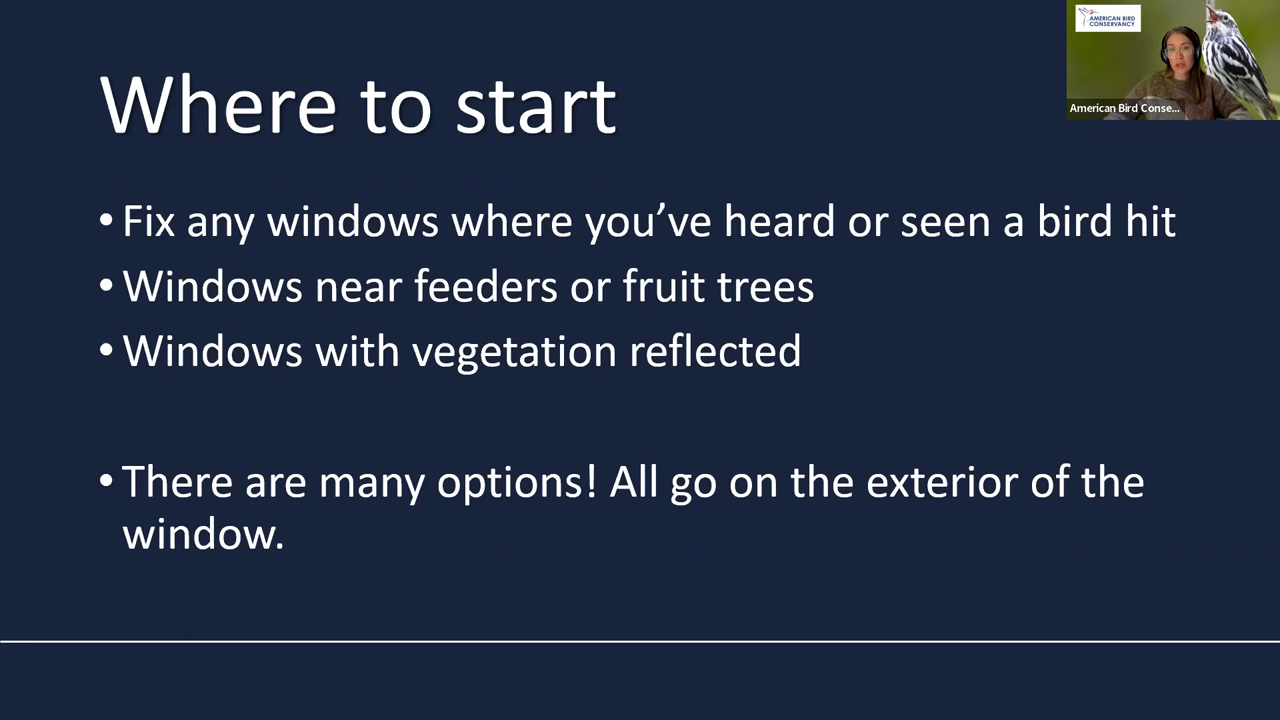 AMERICAN BIRD
CONSERVANCY
American Bird Conse...
Where to start
• Fix any windows where you’ve heard or seen a bird hit
• Windows near feeders or fruit trees
• Windows with vegetation reflected
• There are many options! All go on the exterior of the
window.